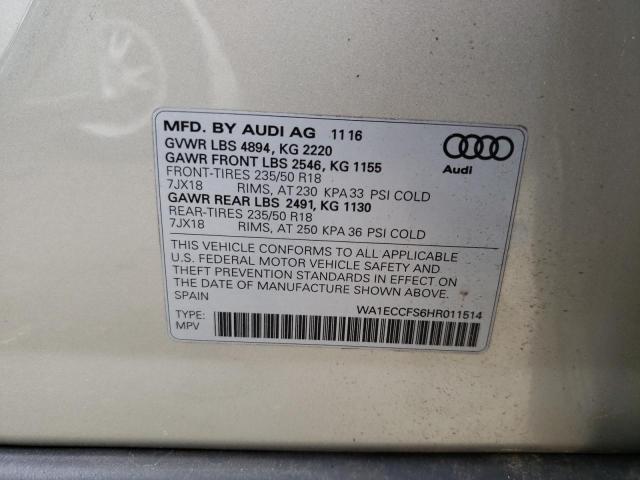 MFD. BY AUDI AG 11 16
GVWR LBS 4894, KG 2220
GAWR FRONT LBS 2546, KG 1155
FRONT-TIRES 235/50 R18
7JX18 RIMS, AT 230 KPA 33 PSI COLD
GAWR REAR LBS 2491, KG 1130
REAR-TIRES 235/50 R18
7JX18 RIMS, AT 250 KPA 36 PSI COLD
Audi
THIS VEHICLE CONFORMS TO ALL APPLICABLE
U.S. FEDERAL MOTOR VEHICLE SAFETY AND
THEFT PREVENTION STANDARDS IN EFFECT ON
THE DATE OF MANUFACTURE SHOWN ABOVE.
SPAIN
WA1ECCFS6HR011514
TYPE:
MPV